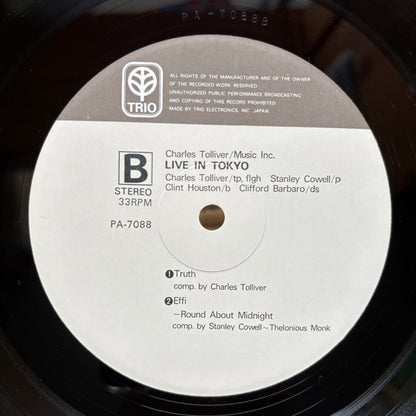 PA-7088B
TRIO
ALL RIGHTS OF THE MANUFACTURER AND OF THE OWNER
OF THE RECORDED WORK RESERVED
UNAUTHORIZED PUBLIC PERFORMANCE BROADCASTING
AND COPYING OF THIS RECORD PROHIBITED
MADE BY TRIO ELECTRONICS, INC. JAPAN.
B
STEREO
33RPM
PA-7088
Charles Tolliver/Music Inc.
LIVE IN TOKYO
Charles Tolliver/tp, flgh Stanley Cowell/p
Clint Houston/b Clifford Barbaro/ds
❶Truth
comp. by Charles Tolliver
❷Effi
~Round About Midnight
comp. by Stanley Cowell~Thelonious Monk